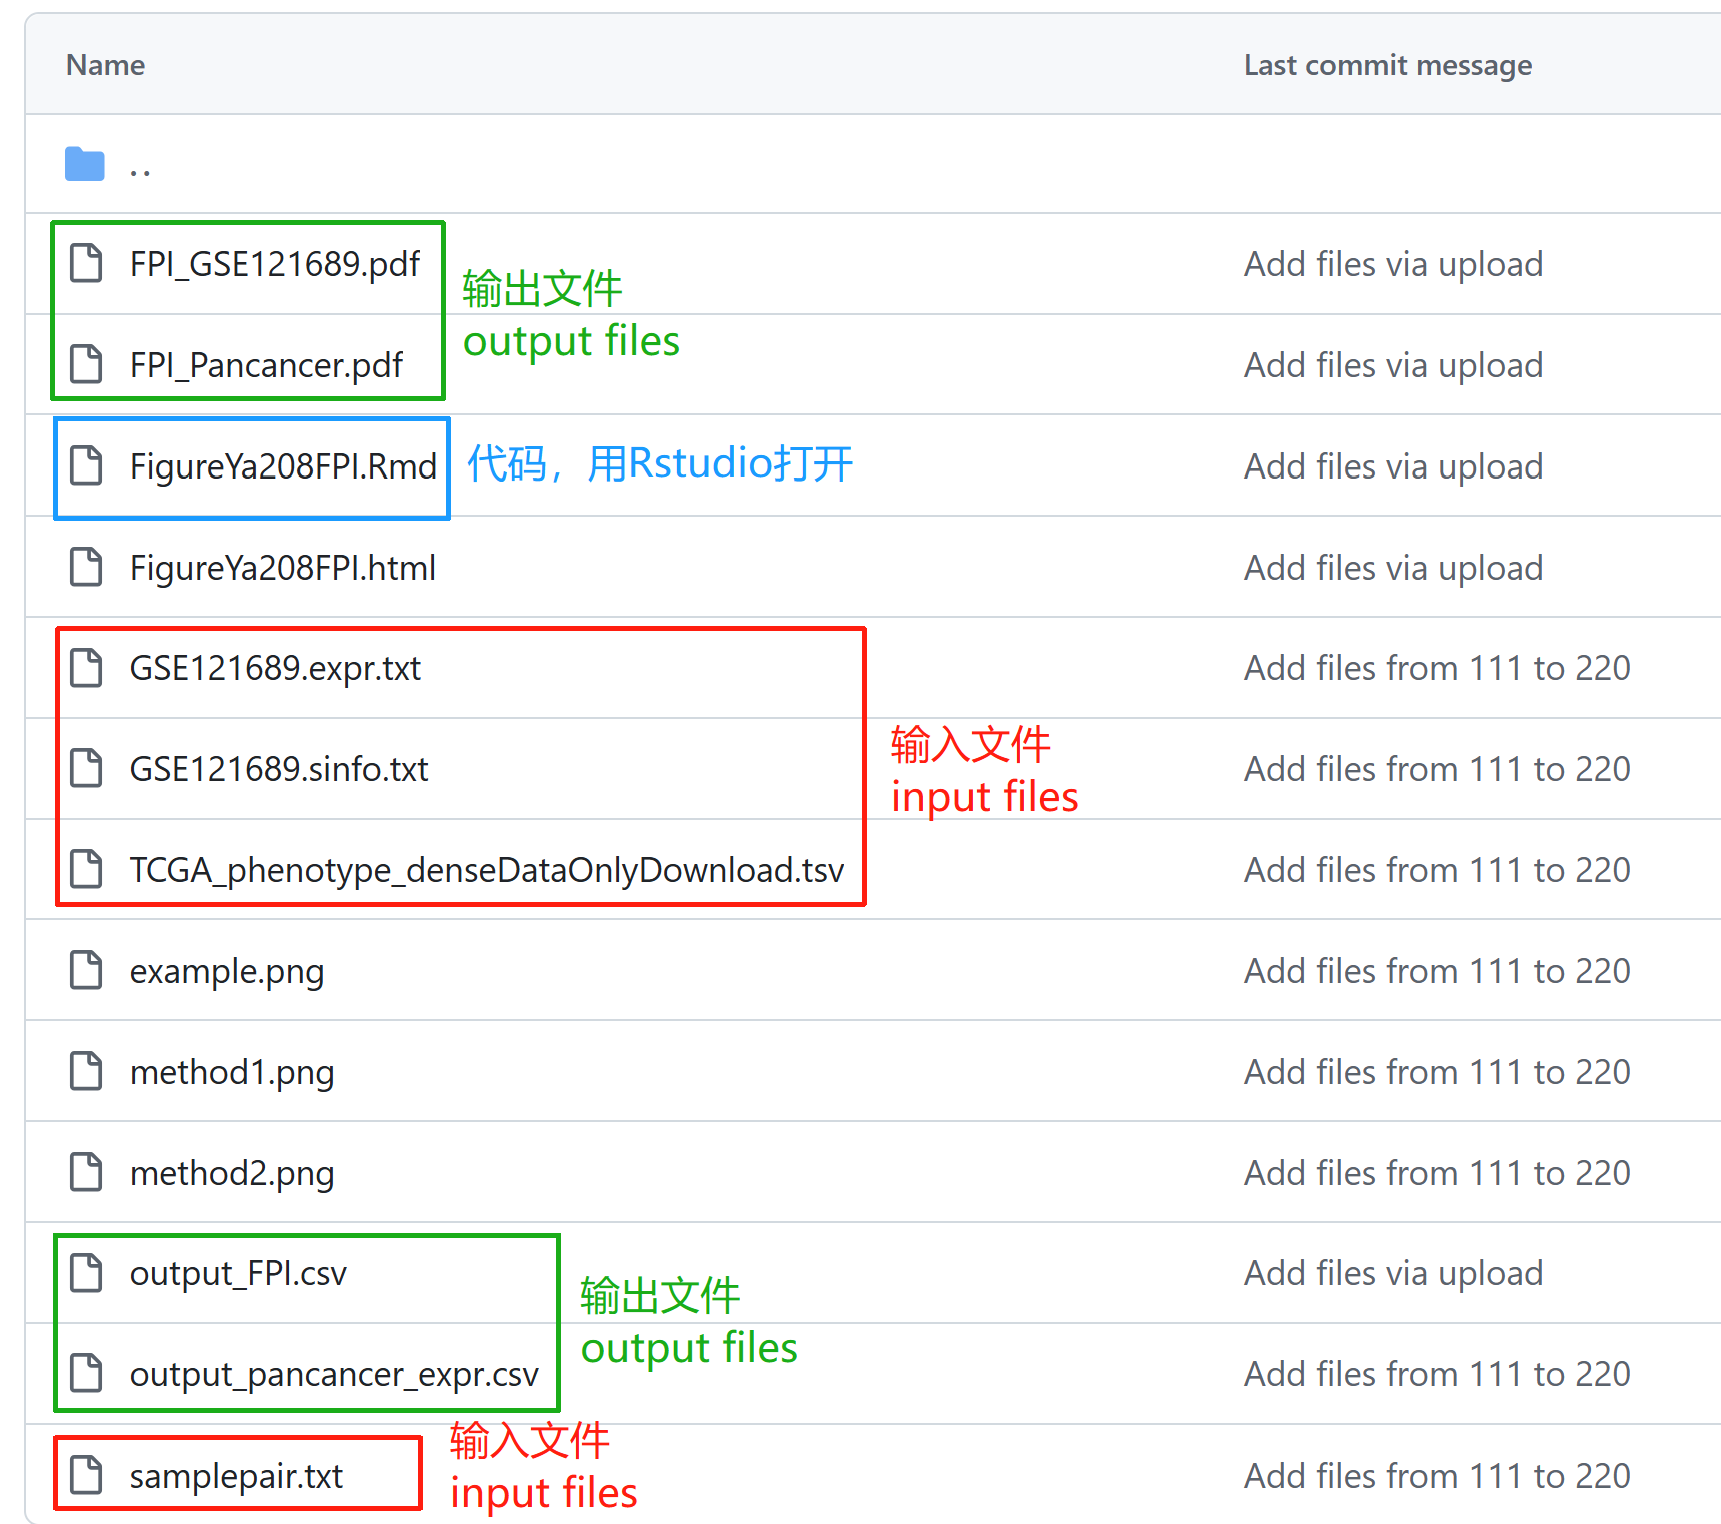 Name Last commit message
..
FPI_GSE121689.pdf Add files via upload
输出文件
output files
FPI_Pancancer.pdf Add files via upload
FigureYa208FPI.Rmd 代码，用Rstudio打开 Add files via upload
FigureYa208FPI.html Add files via upload
GSE121689.expr.txt Add files from 111 to 220
输入文件
GSE121689.sinfo.txt Add files from 111 to 220
input files
TCGA_phenotype_denseDataOnlyDownload.tsv Add files from 111 to 220
example.png Add files from 111 to 220
method1.png Add files from 111 to 220
method2.png Add files from 111 to 220
output_FPI.csv Add files via upload
输出文件
output files
output_pancancer_expr.csv Add files from 111 to 220
输入文件
samplepair.txt Add files from 111 to 220
input files